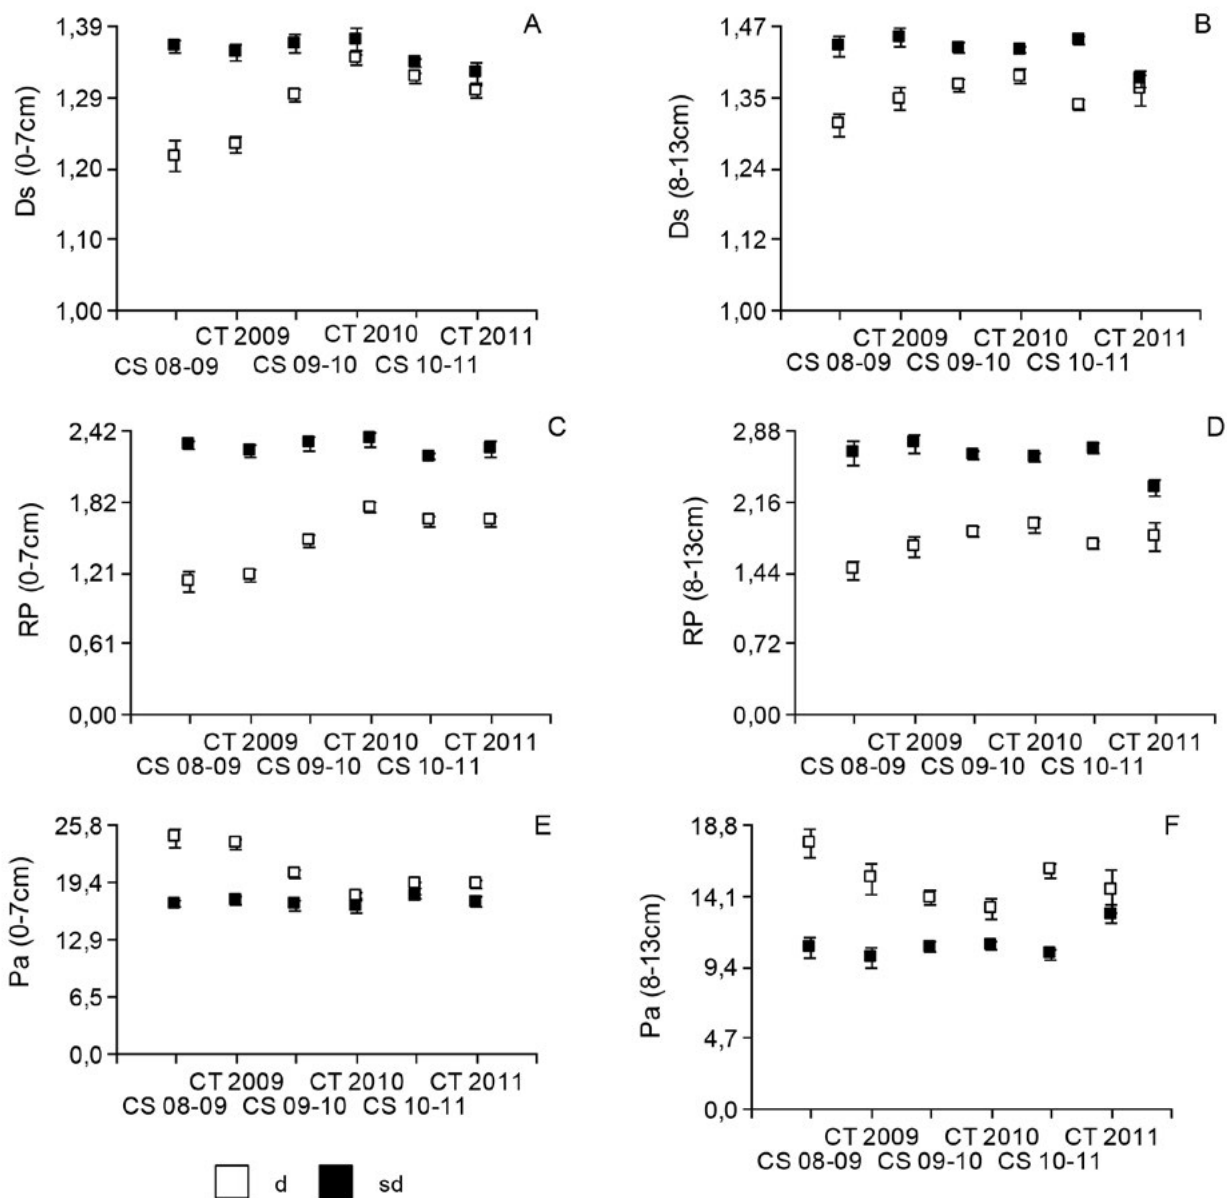 A
Ds (0-7cm)
1,39
1,29
1,20
1,10
1,00
CT 2009 CT 2010 CT 2011
CS 08-09 CS 09-10 CS 10-11
B
Ds (8-13cm)
1,47
1,35
1,24
1,12
1,00
CT 2009 CT 2010 CT 2011
CS 08-09 CS 09-10 CS 10-11
C
RP (0-7cm)
2,42
1,82
1,21
0,61
0,00
CT 2009 CT 2010 CT 2011
CS 08-09 CS 09-10 CS 10-11
D
RP (8-13cm)
2,88
2,16
1,44
0,72
0,00
CT 2009 CT 2010 CT 2011
CS 08-09 CS 09-10 CS 10-11
E
Pa (0-7cm)
25,8
19,4
12,9
6,5
0,0
CT 2009 CT 2010 CT 2011
CS 08-09 CS 09-10 CS 10-11
F
Pa (8-13cm)
18,8
14,1
9,4
4,7
0,0
CT 2009 CT 2010 CT 2011
CS 08-09 CS 09-10 CS 10-11
d sd